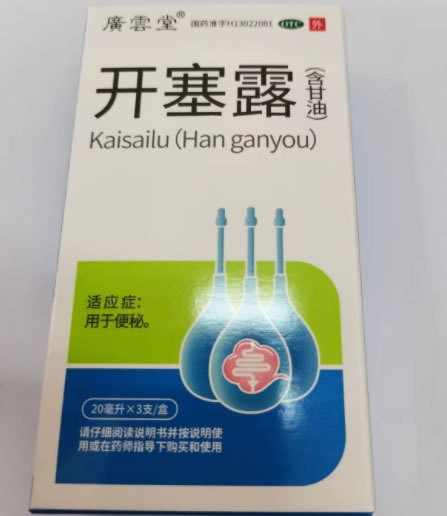 廣雲堂® 国药准字H13022081 OTC 外
开塞露(含甘油)
Kaisailu(Han ganyou)
适应症:
用于便秘。
20毫升×3支/盒
请仔细阅读说明书并按说明使
用或在药师指导下购买和使用